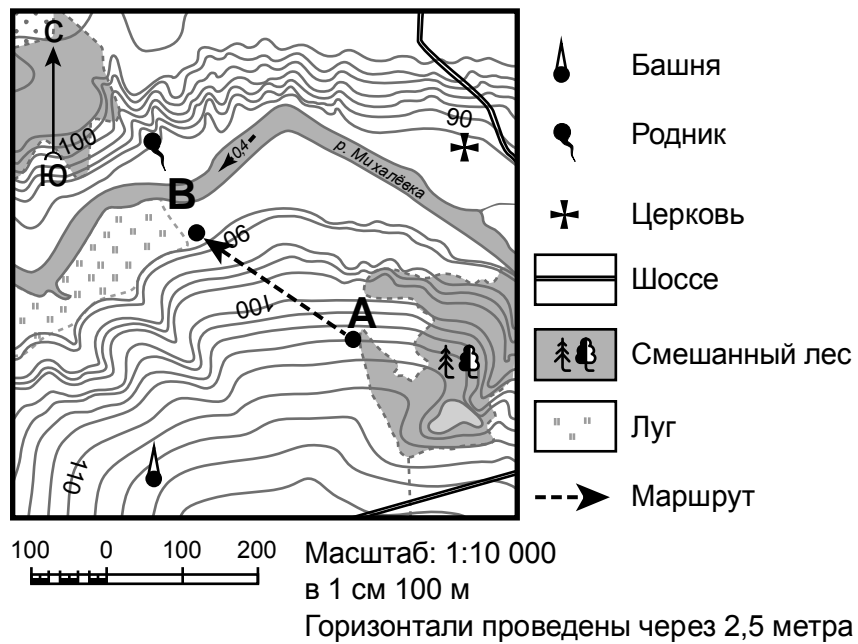 С
100
Ю
0,4
р. Михалёвка
90
В
90
100
А
110
Башня
Родник
Церковь
Шоссе
Смешанный лес
Луг
Маршрут
100 0 100 200
Масштаб: 1:10 000
в 1 см 100 м
Горизонтали проведены через 2,5 метра